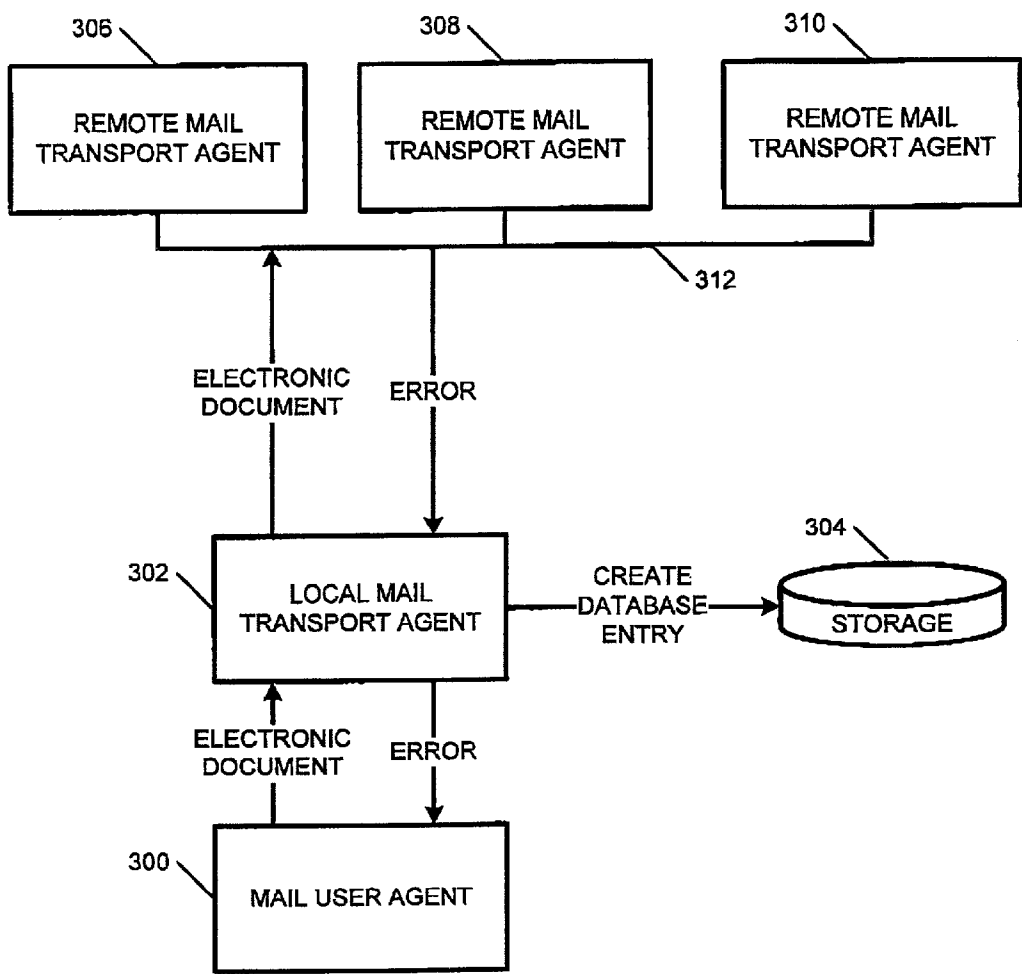 306
308
310
REMOTE MAIL
TRANSPORT AGENT
REMOTE MAIL
TRANSPORT AGENT
REMOTE MAIL
TRANSPORT AGENT
312
ELECTRONIC
DOCUMENT
ERROR
302
LOCAL MAIL
TRANSPORT AGENT
CREATE
DATABASE
ENTRY
304
STORAGE
ELECTRONIC
DOCUMENT
ERROR
300
MAIL USER AGENT